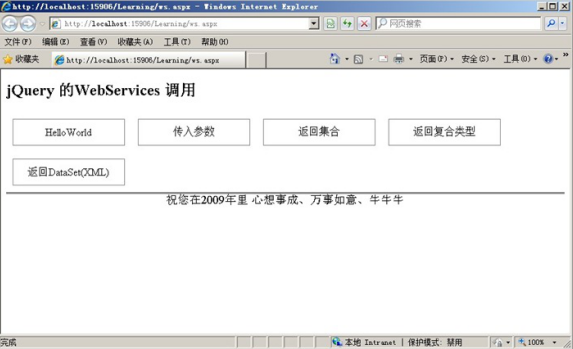 http://localhost:15906/Learning/ws.aspx - Windows Internet Explorer
http://localhost:15906/Learning/ws.aspx
网页搜索
文件(F) 编辑(E) 查看(V) 收藏夹(A) 工具(T) 帮助(H)
收藏夹 http://localhost:15906/Learning/ws.aspx 页面(P) 安全(S) 工具(O)
jQuery 的WebServices 调用
HelloWorld 传入参数 返回集合 返回复合类型
返回DataSet(XML)
祝您在2009年里 心想事成、万事如意、牛牛牛
完成 本地 Intranet | 保护模式: 禁用 100%